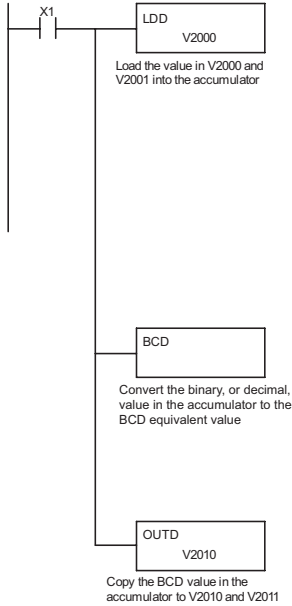 X1
LDD
V2000
Load the value in V2000 and
V2001 into the accumulator
BCD
Convert the binary, or decimal,
value in the accumulator to the
BCD equivalent value
OUTD
V2010
Copy the BCD value in the
accumulator to V2010 and V2011